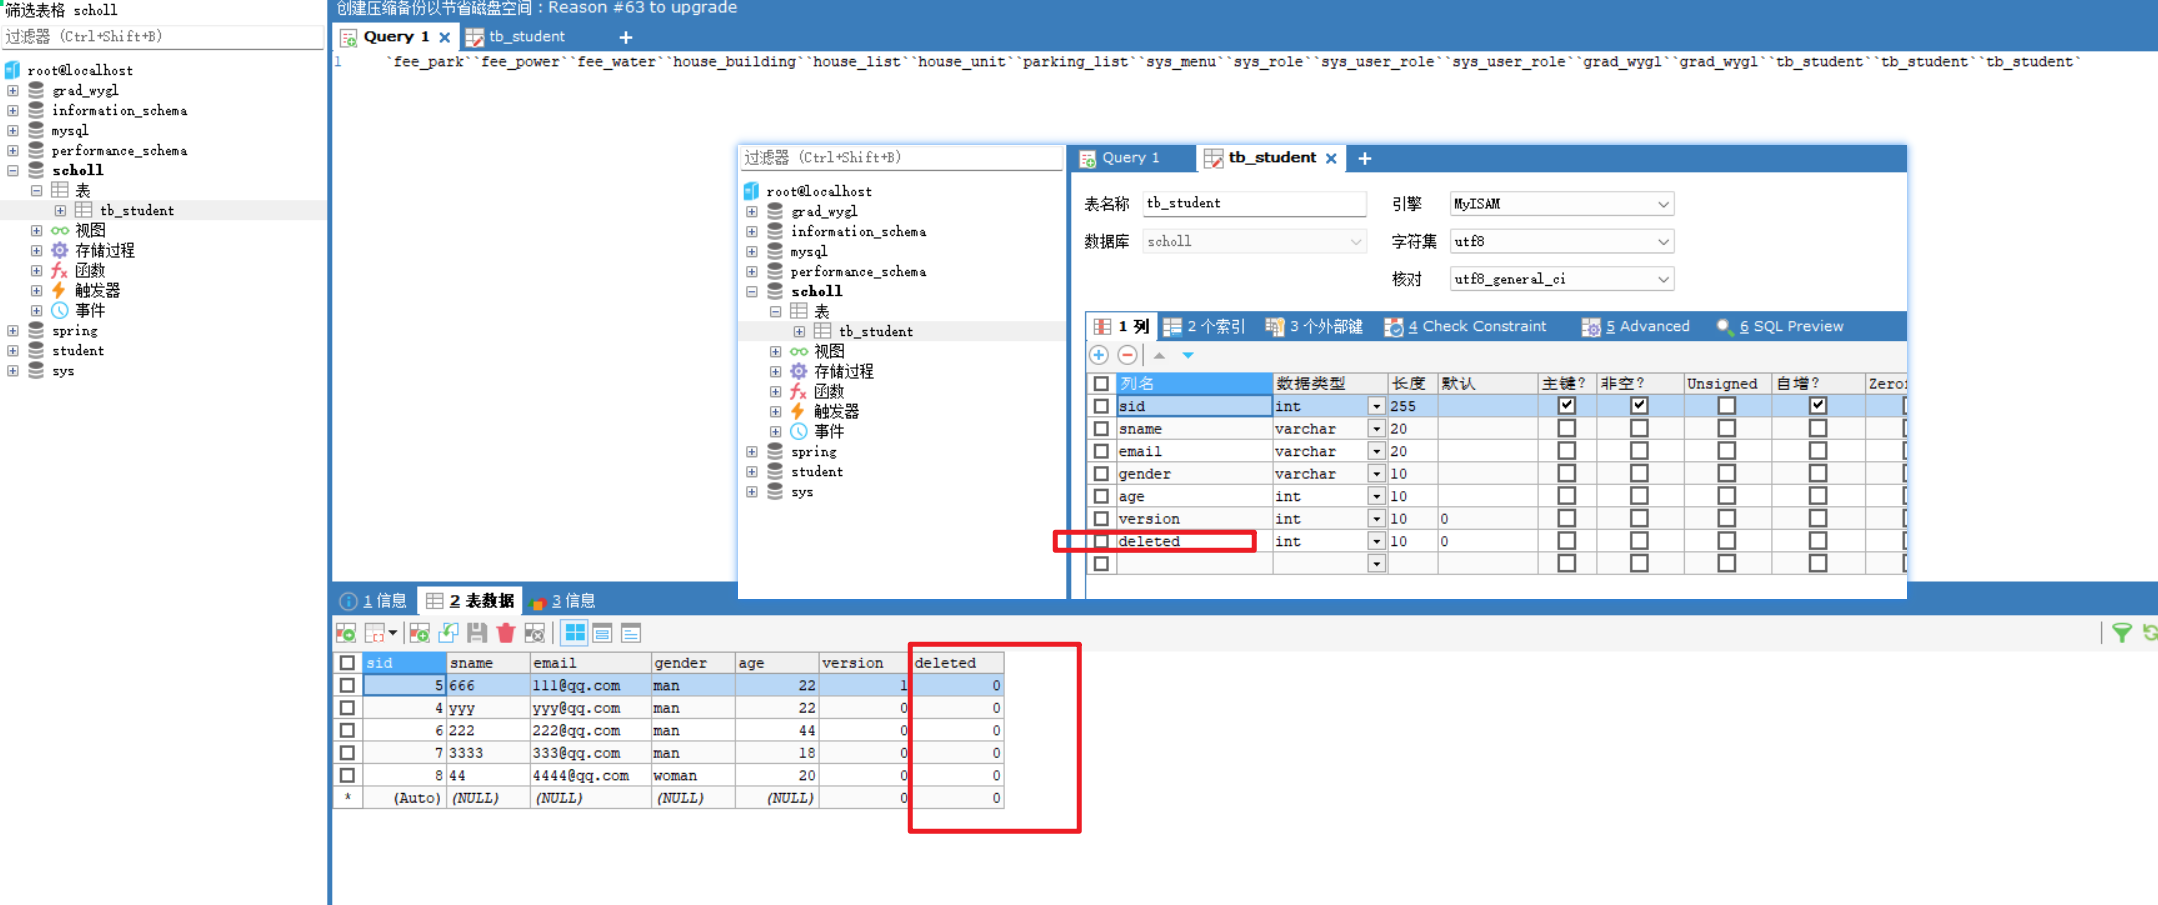 筛选表格 scholl
过滤器 (Ctrl+Shift+B)
root@localhost
grad_wygl
information_schema
mysql
performance_schema
scholl
表
tb_student
视图
存储过程
函数
触发器
事件
spring
student
sys
创建压缩备份以节省磁盘空间 : Reason #63 to upgrade
Query 1 tb_student
1 `fee_park``fee_power``fee_water``house_building``house_list``house_unit``parking_list``sys_menu``sys_role``sys_user_role``sys_user_role``grad_wygl``grad_wygl``tb_student``tb_student``tb_student`
过滤器 (Ctrl+Shift+B)
root@localhost
grad_wygl
information_schema
mysql
performance_schema
scholl
表
tb_student
视图
存储过程
函数
触发器
事件
spring
student
sys
Query 1 tb_student
表名称 tb_student 引擎 MyISAM
数据库 scholl 字符集 utf8
核对 utf8_general_ci
1 列 2 个索引 3 个外部键 4 Check Constraint 5 Advanced 6 SQL Preview
列名 数据类型 长度 默认 主键? 非空? Unsigned 自增?
sid int 255
sname varchar 20
email varchar 20
gender varchar 10
age int 10
version int 10 0
deleted int 10 0
1 信息 2 表数据 3 信息
sid sname email gender age version deleted
5 666 111@qq.com man 22 1 0
4 yyy yyy@qq.com man 22 0 0
6 222 222@qq.com man 44 0 0
7 3333 333@qq.com man 18 0 0
8 44 4444@qq.com woman 20 0 0
* (Auto) (NULL) (NULL) (NULL) (NULL) 0 0